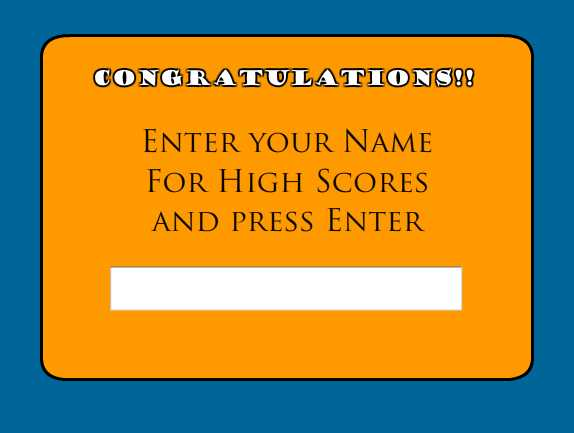 CONGRATULATIONS!!
Enter your Name
For High Scores
and press Enter